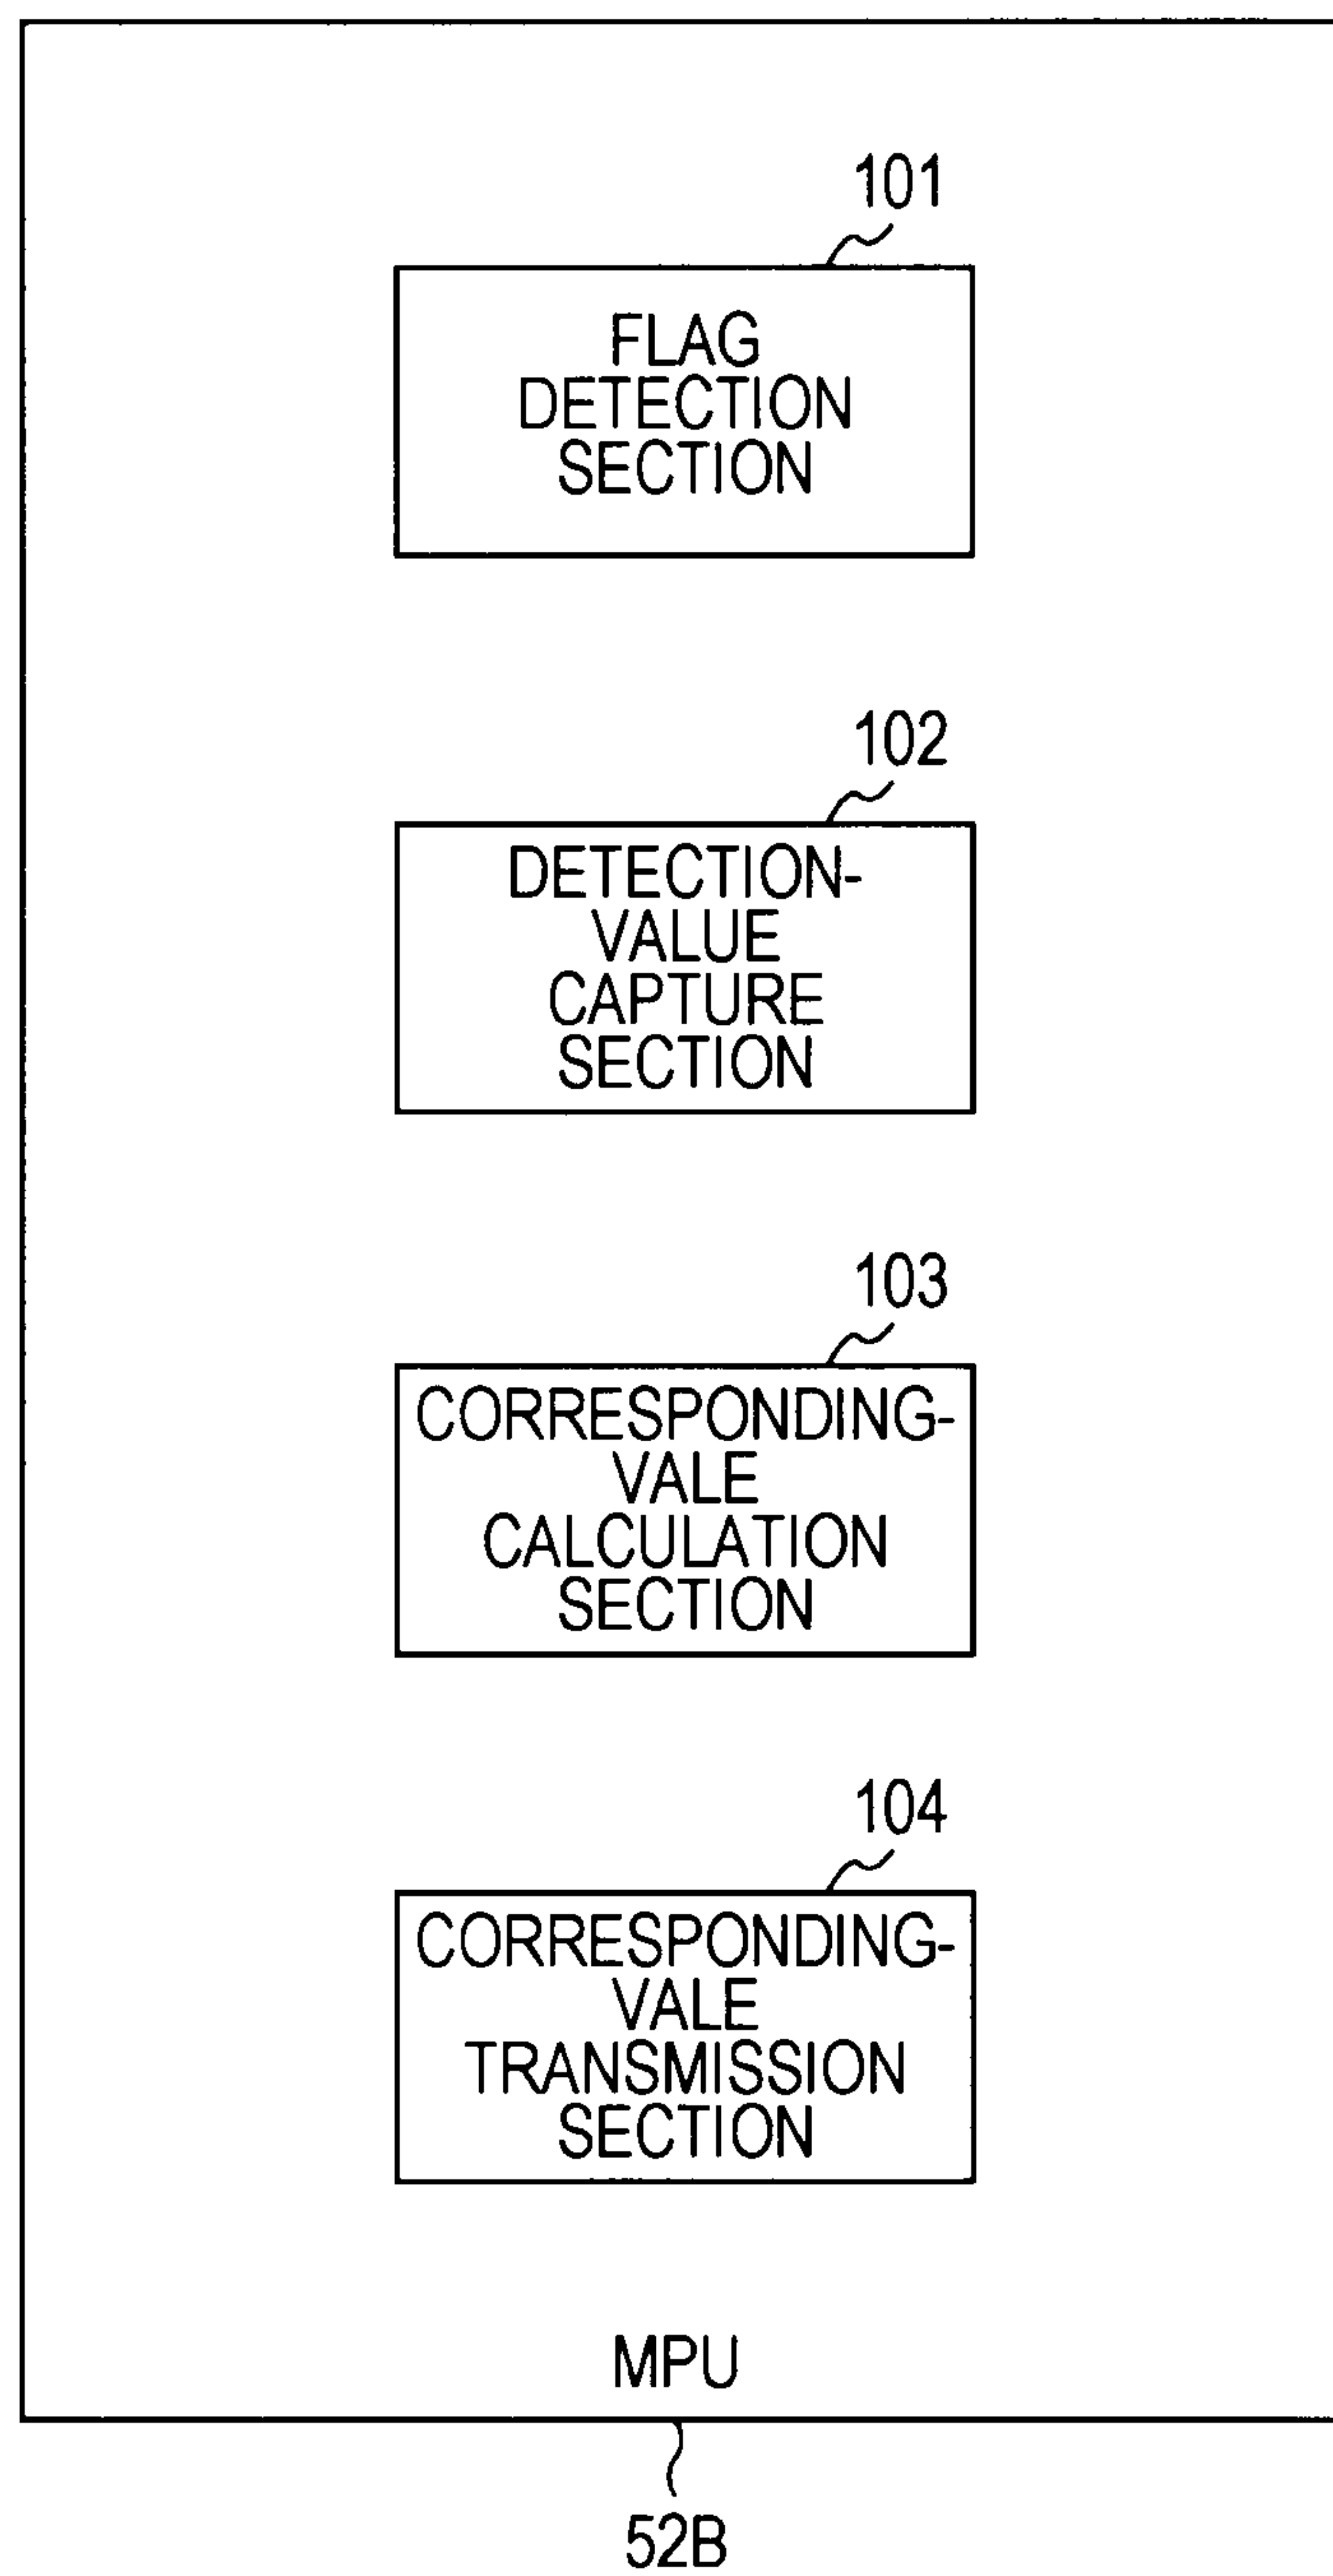 101
FLAG
DETECTION
SECTION
102
DETECTION-
VALUE
CAPTURE
SECTION
103
CORRESPONDING-
VALE
CALCULATION
SECTION
104
CORRESPONDING-
VALE
TRANSMISSION
SECTION
MPU
52B